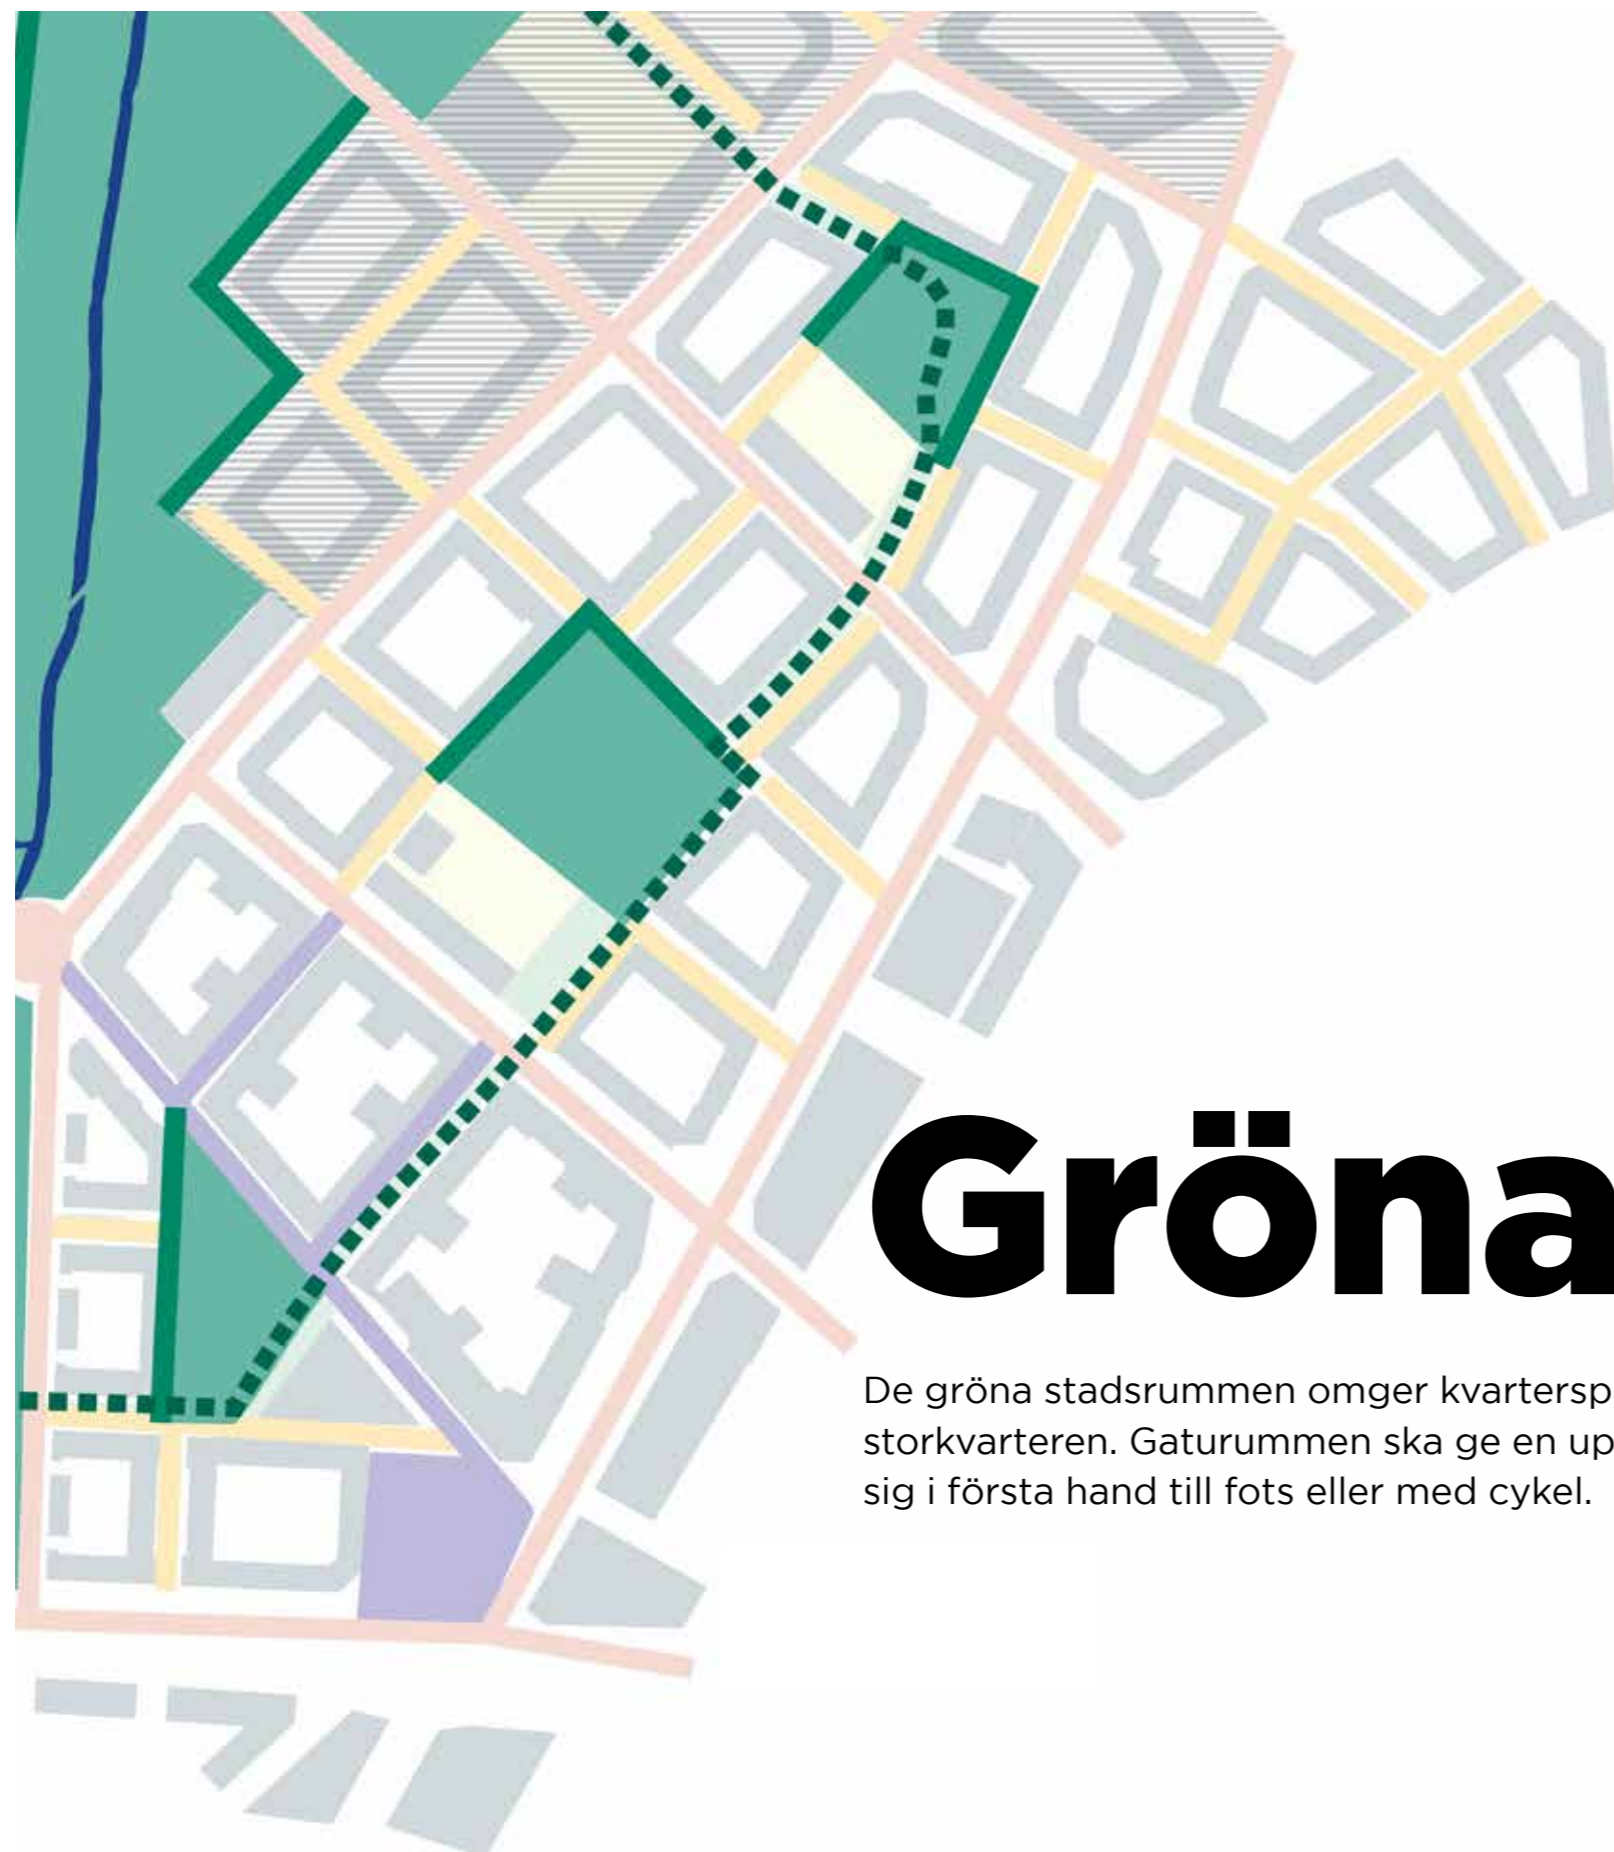 Gröna
De gröna stadsrummen omger kvartersp
storkvarteren. Gaturummen ska ge en up
sig i första hand till fots eller med cykel.